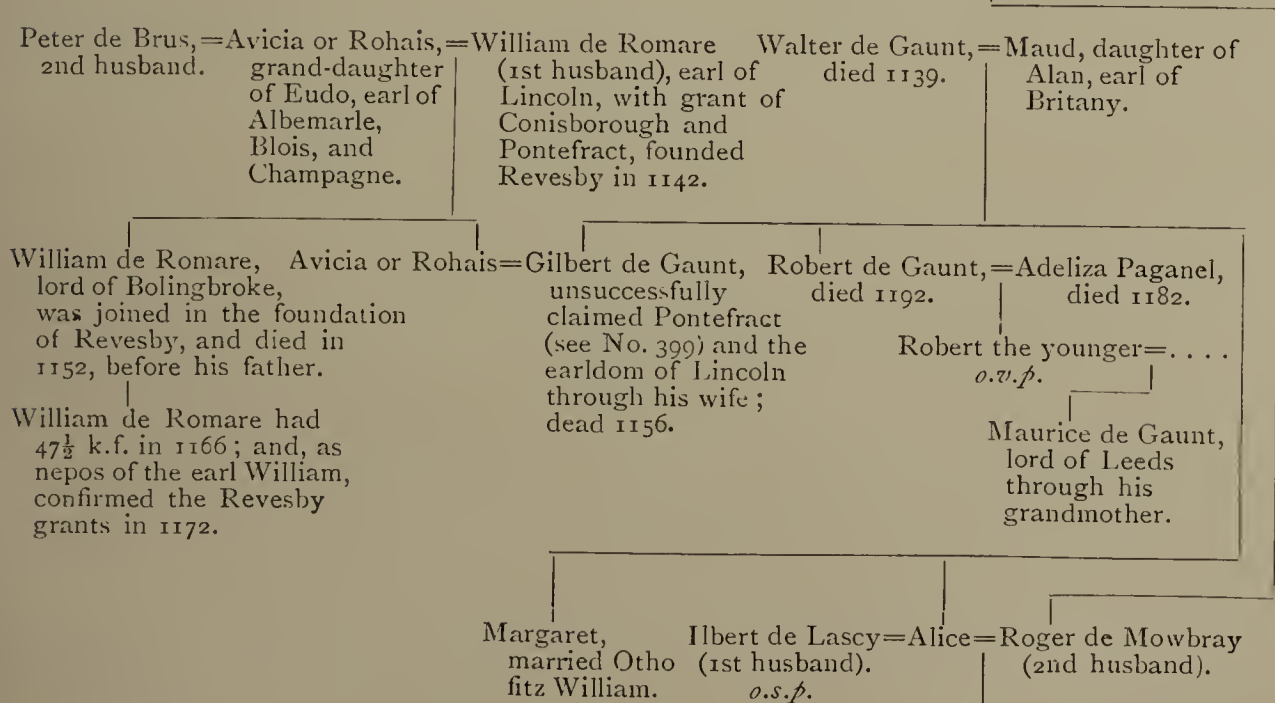 Peter de Brus,=Avicia or Rohais,=William de Romare
2nd husband.
grand-daughter
of Eudo, earl of
Albemarle,
Blois, and
Champagne.
(1st husband), earl of
Lincoln, with grant of
Conisborough and
Pontefract, founded
Revesby in 1142.
Walter de Gaunt,=Maud, daughter of
died 1139.
Alan, earl of
Britany.
William de Romare,
lord of Bolingbroke,
was joined in the foundation
of Revesby, and died in
1152, before his father.
Avicia or Rohais=Gilbert de Gaunt,
unsuccessfully
claimed Pontefract
(see No. 399) and the
earldom of Lincoln
through his wife;
dead 1156.
Robert de Gaunt,=Adeliza Paganel,
died 1192.
died 1182.
Robert the younger=. . . .
o.v.p.
William de Romare had
47½ k.f. in 1166; and, as
nepos of the earl William,
confirmed the Revesby
grants in 1172.
Maurice de Gaunt,
lord of Leeds
through his
grandmother.
Margaret,
married Otho
fitz William.
Ilbert de Lascy=Alice=Roger de Mowbray
(1st husband).
o.s.p.
(2nd husband).